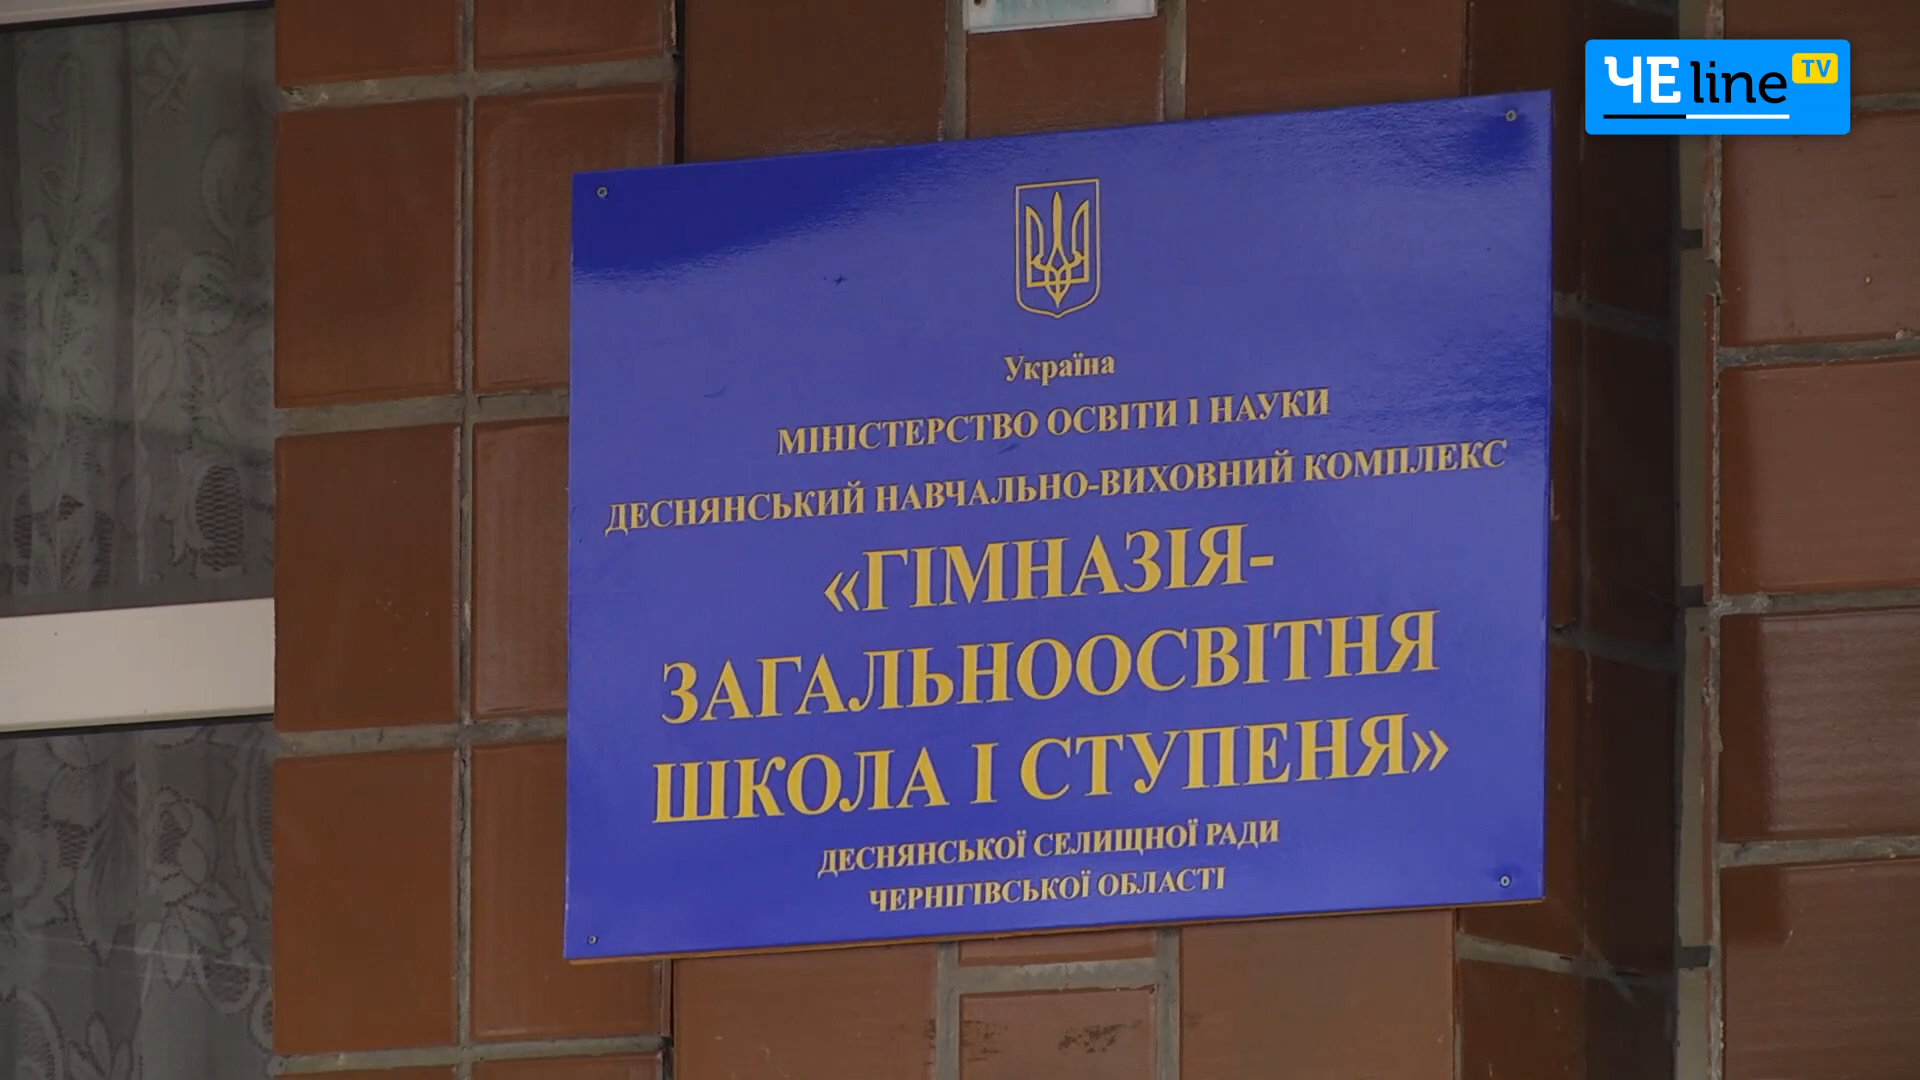 ЧЕ line TV
Україна
МІНІСТЕРСТВО ОСВІТИ І НАУКИ
ДЕСНЯНСЬКИЙ НАВЧАЛЬНО-ВИХОВНИЙ КОМПЛЕКС
«ГІМНАЗІЯ-
ЗАГАЛЬНООСВІТНЯ
ШКОЛА І СТУПЕНЯ»
ДЕСНЯНСЬКОЇ СЕЛИЩНОЇ РАДИ
ЧЕРНІГІВСЬКОЇ ОБЛАСТІ